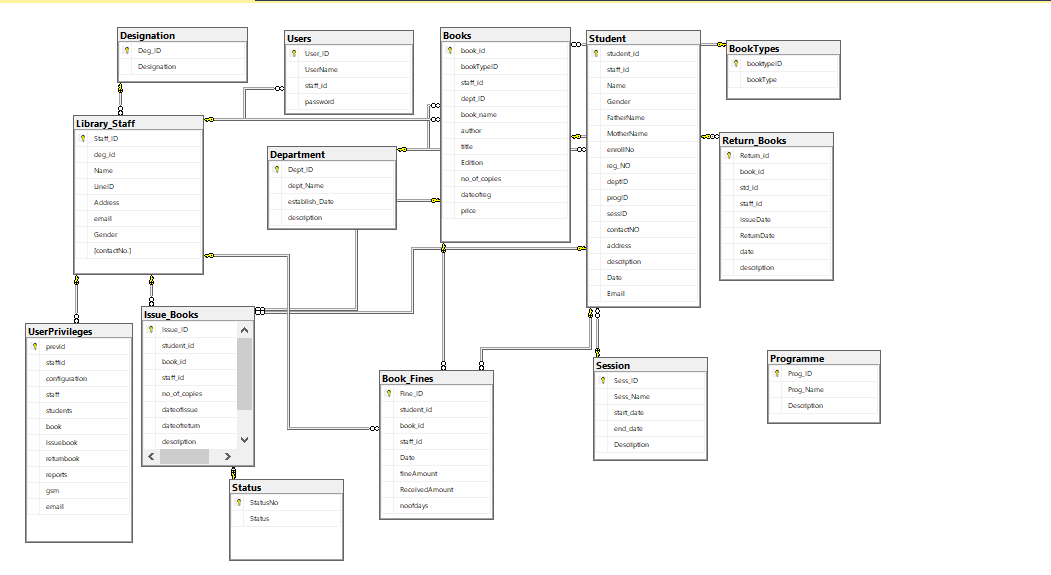 Designation
Deg_ID
Designation
Users
User_ID
UserName
staff_id
password
Books
book_id
bookTypeID
staff_id
dept_ID
book_name
author
title
Edition
no_of_copies
dateofreg
price
Student
student_id
staff_id
Name
Gender
FatherName
MotherName
enrollNo
reg_NO
deptID
progID
sessID
contactNO
address
description
Date
Email
BookTypes
booktypeID
bookType
Library_Staff
Staff_ID
deg_id
Name
LineID
Address
email
Gender
[contactNo.]
Department
Dept_ID
dept_Name
establish_Date
description
Return_Books
Return_id
book_id
std_id
staff_id
IssueDate
ReturnDate
date
description
UserPrivileges
previd
staffid
configuration
staff
students
book
issuebook
returnbook
reports
gsm
email
Issue_Books
Issue_ID
student_id
book_id
staff_id
no_of_copies
dateofissue
dateofreturn
description
Book_Fines
Fine_ID
student_id
book_id
staff_id
Date
fineAmount
ReceivedAmount
noofdays
Session
Sess_ID
Sess_Name
start_date
end_date
Description
Programme
Prog_ID
Prog_Name
Description
Status
StatusNo
Status